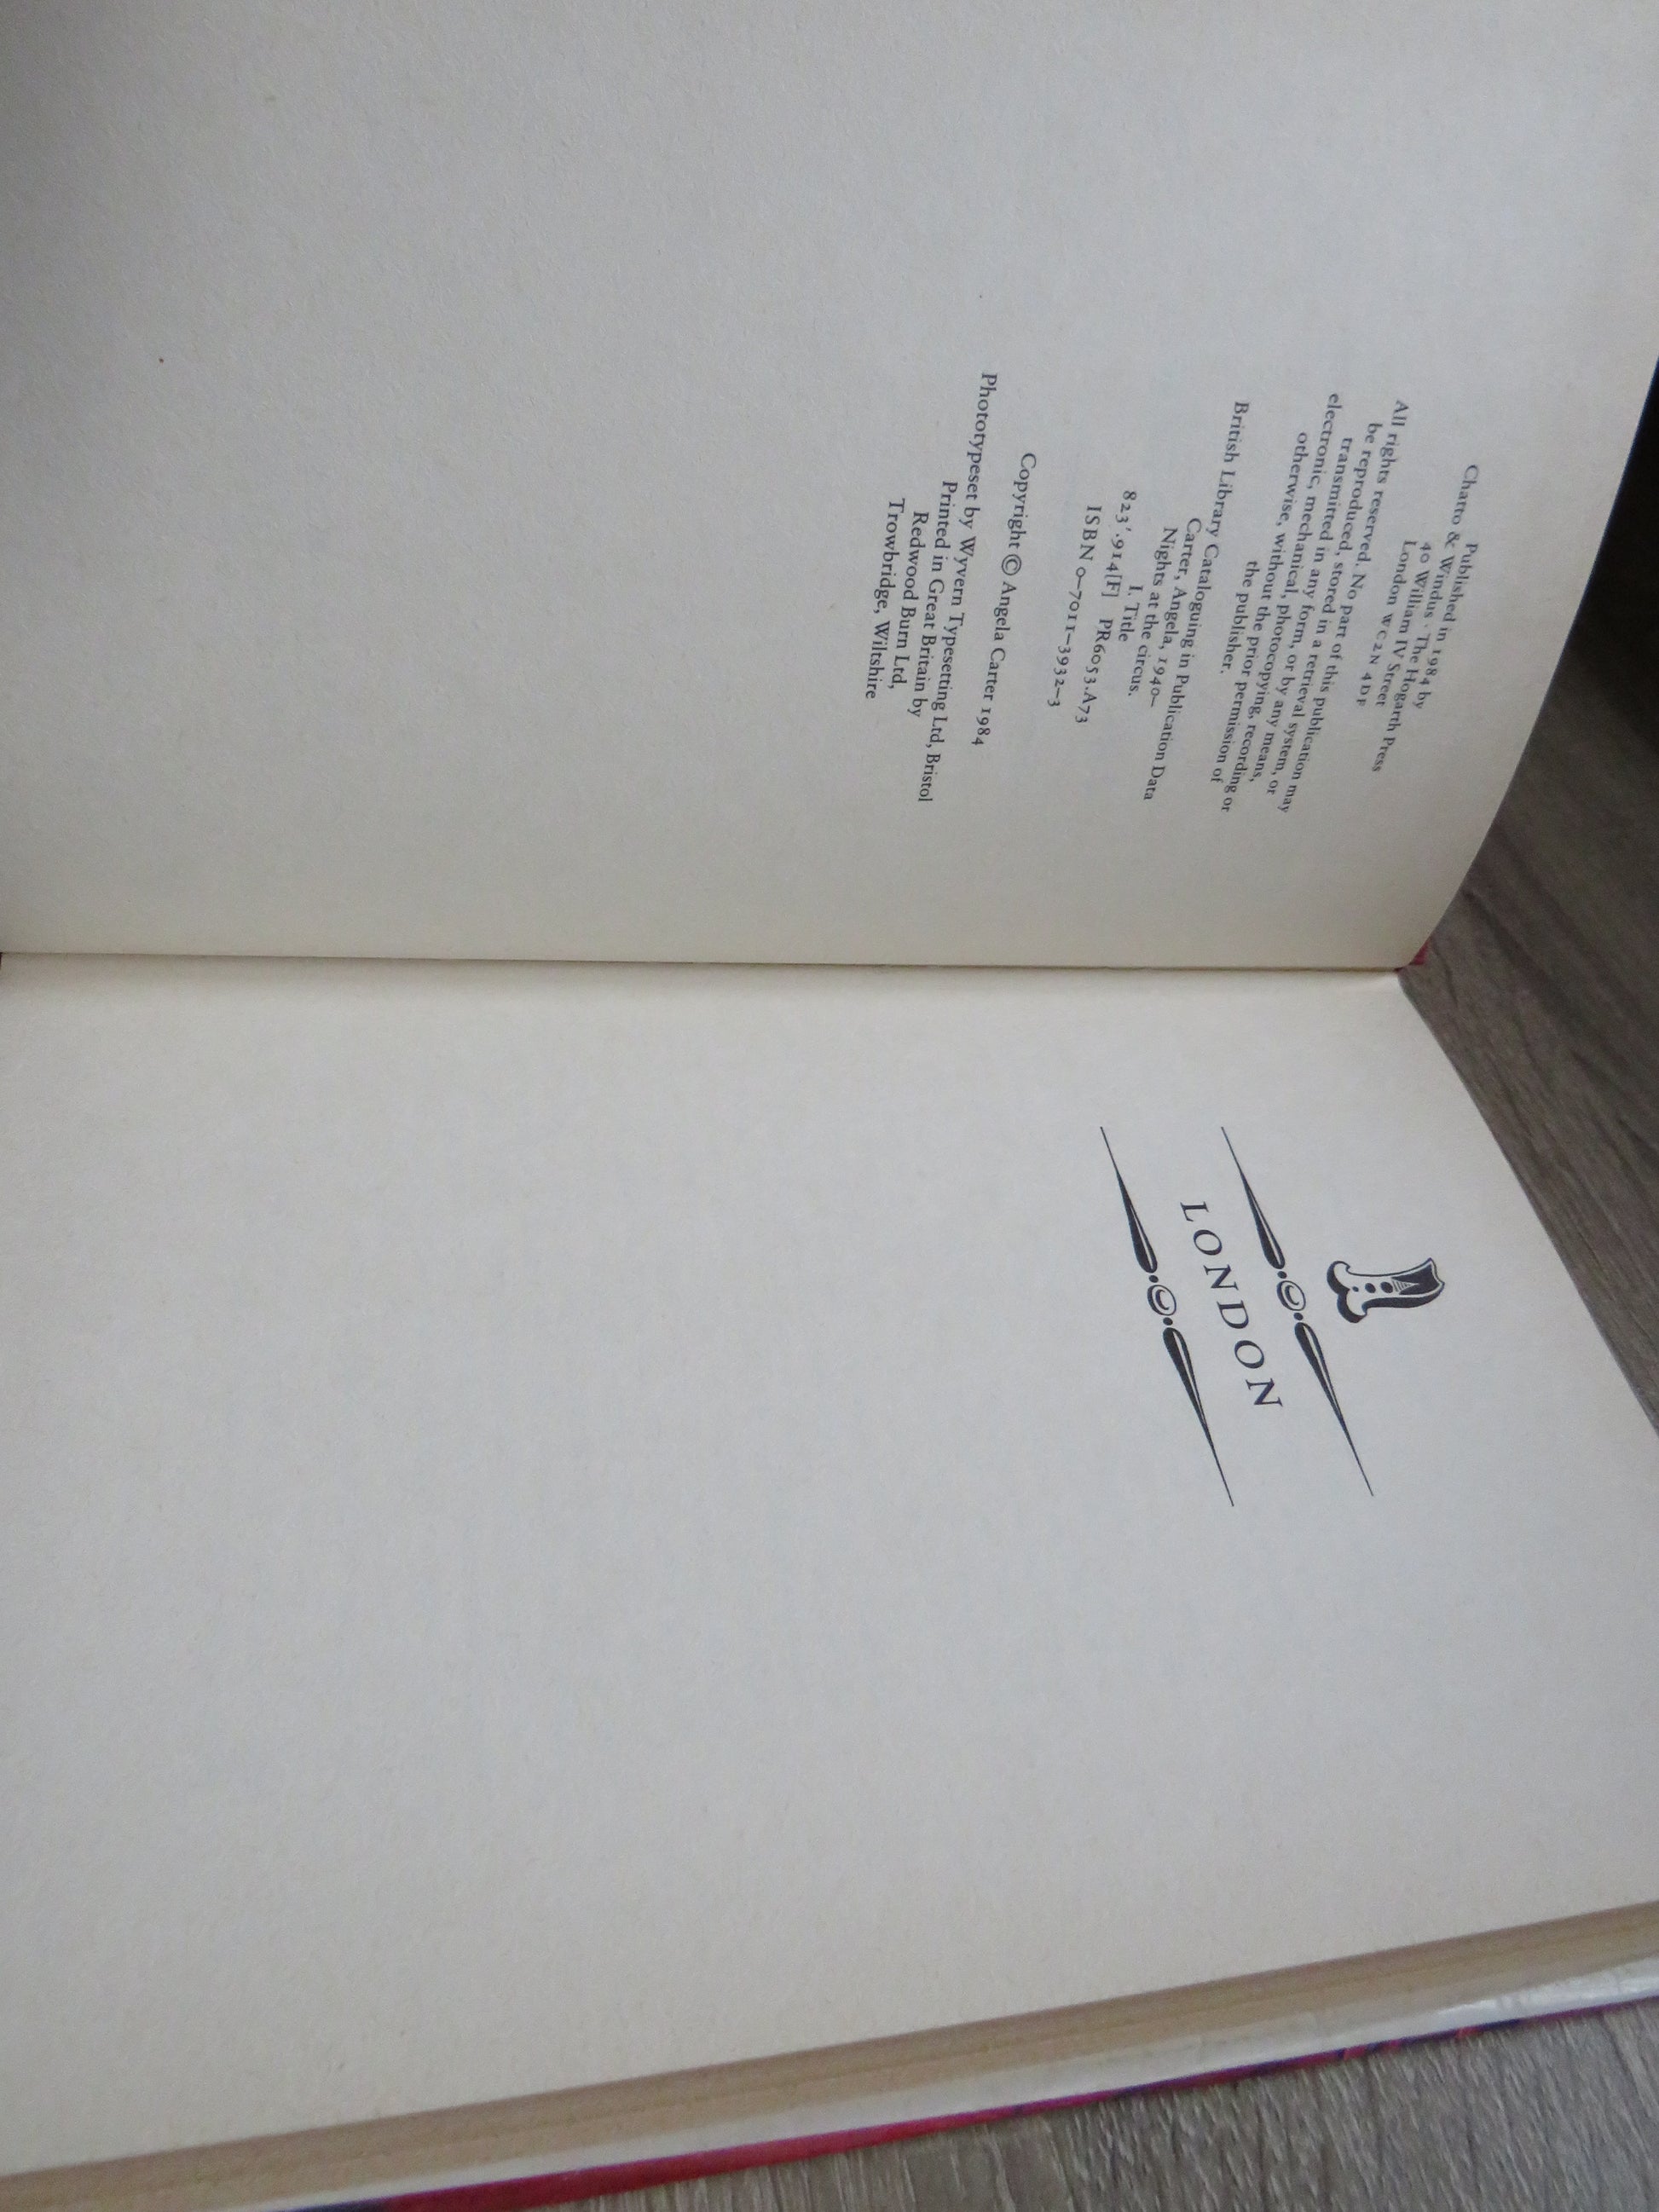 Published in 1984 by
Chatto & Windus · The Hogarth Press
40 William IV Street
London WC2N 4DF
All rights reserved. No part of this publication may
be reproduced, stored in a retrieval system, or
transmitted in any form, or by any means,
electronic, mechanical, photocopying, recording or
otherwise, without the prior permission of
the publisher.
British Library Cataloguing in Publication Data
Carter, Angela, 1940–
Nights at the circus.
I. Title
823'.914[F] PR6053.A73
ISBN 0–7011–3932–3
Copyright © Angela Carter 1984
Phototypeset by Wyvern Typesetting Ltd, Bristol
Printed in Great Britain by
Redwood Burn Ltd,
Trowbridge, Wiltshire
1
LONDON